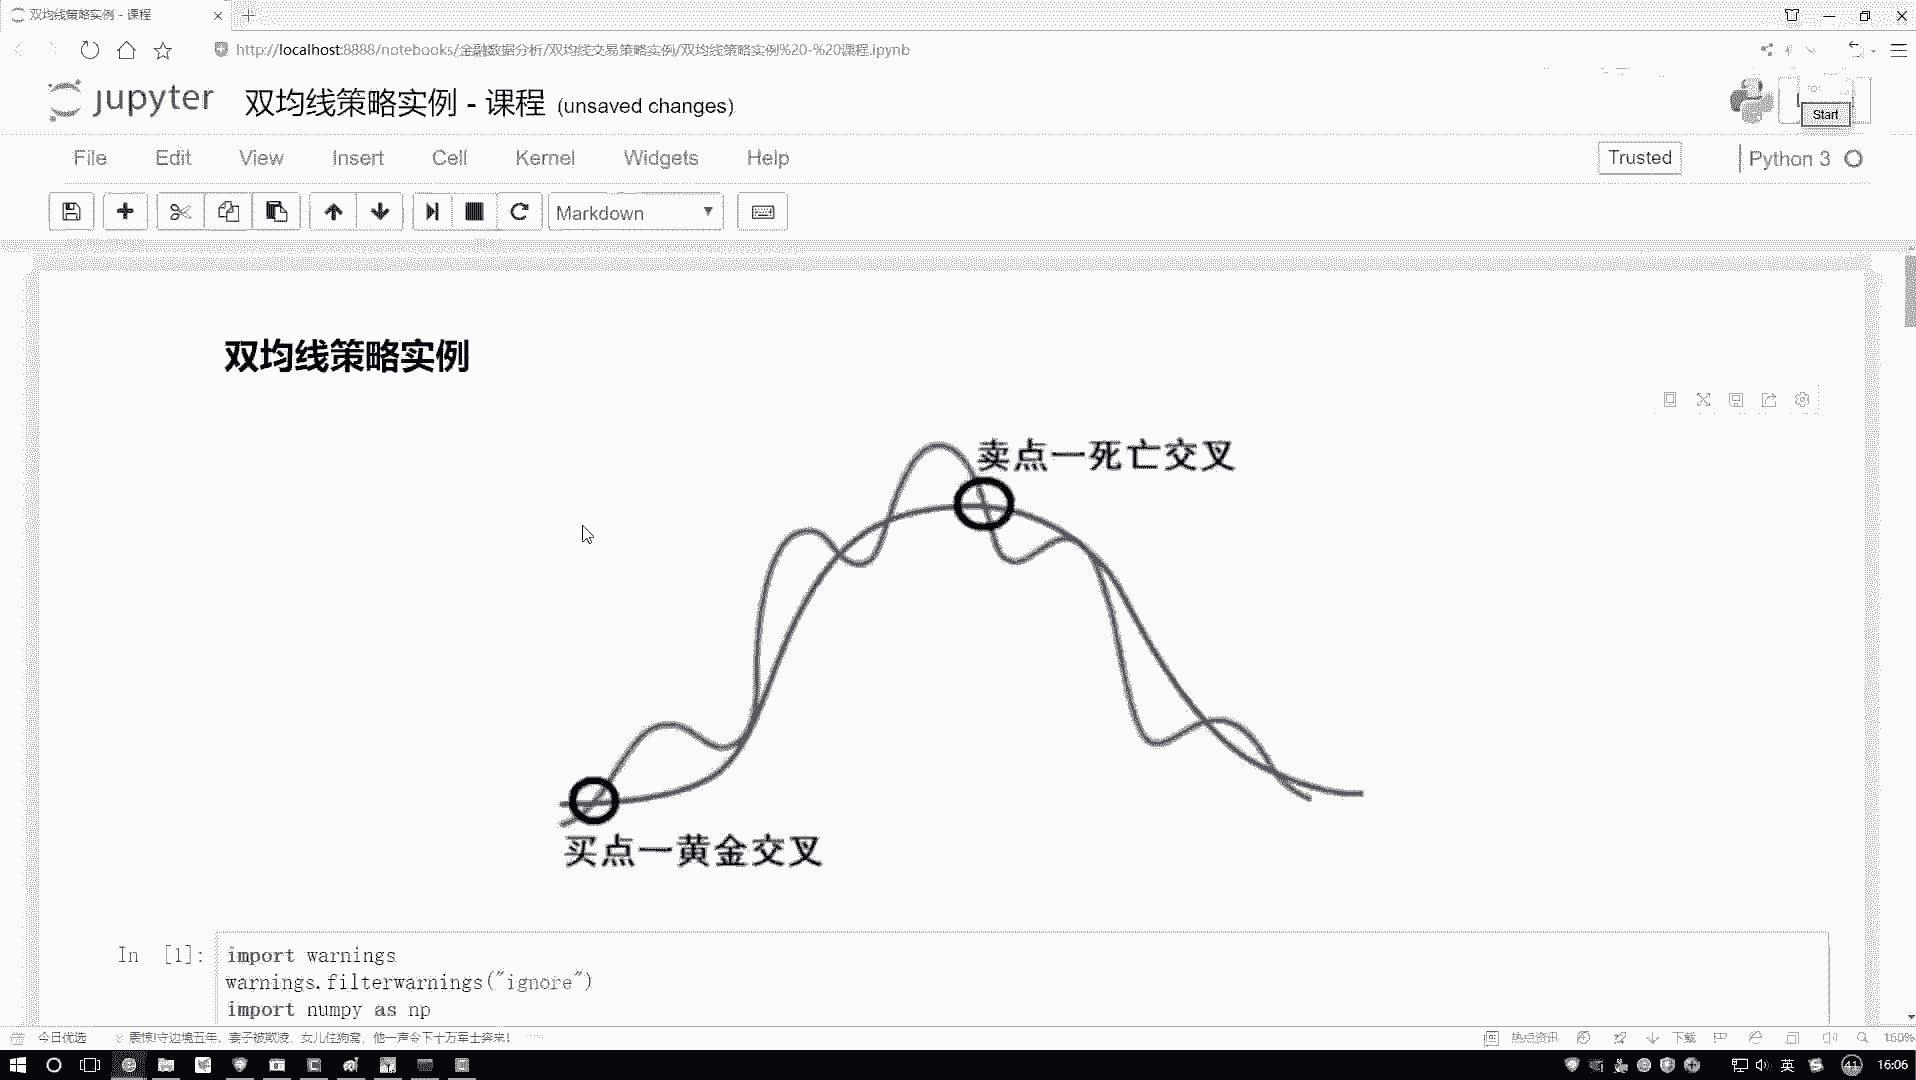 双均线策略实例 - 课程
http://localhost:8888/notebooks/金融数据分析/双均线交易策略实例/双均线策略实例%20-%20课程.ipynb
jupyter 双均线策略实例 - 课程 (unsaved changes)
Start
File Edit View Insert Cell Kernel Widgets Help
Trusted
Python 3
Markdown
双均线策略实例
卖点一死亡交叉
买点一黄金交叉
In [1]:
import warnings
warnings.filterwarnings("ignore")
import numpy as np
今日优选
震惊!守边境五年，妻子被欺凌，女儿住狗窝，他一声令下十万军士奔来!
热点资讯
下载
160%
英
41
16:06